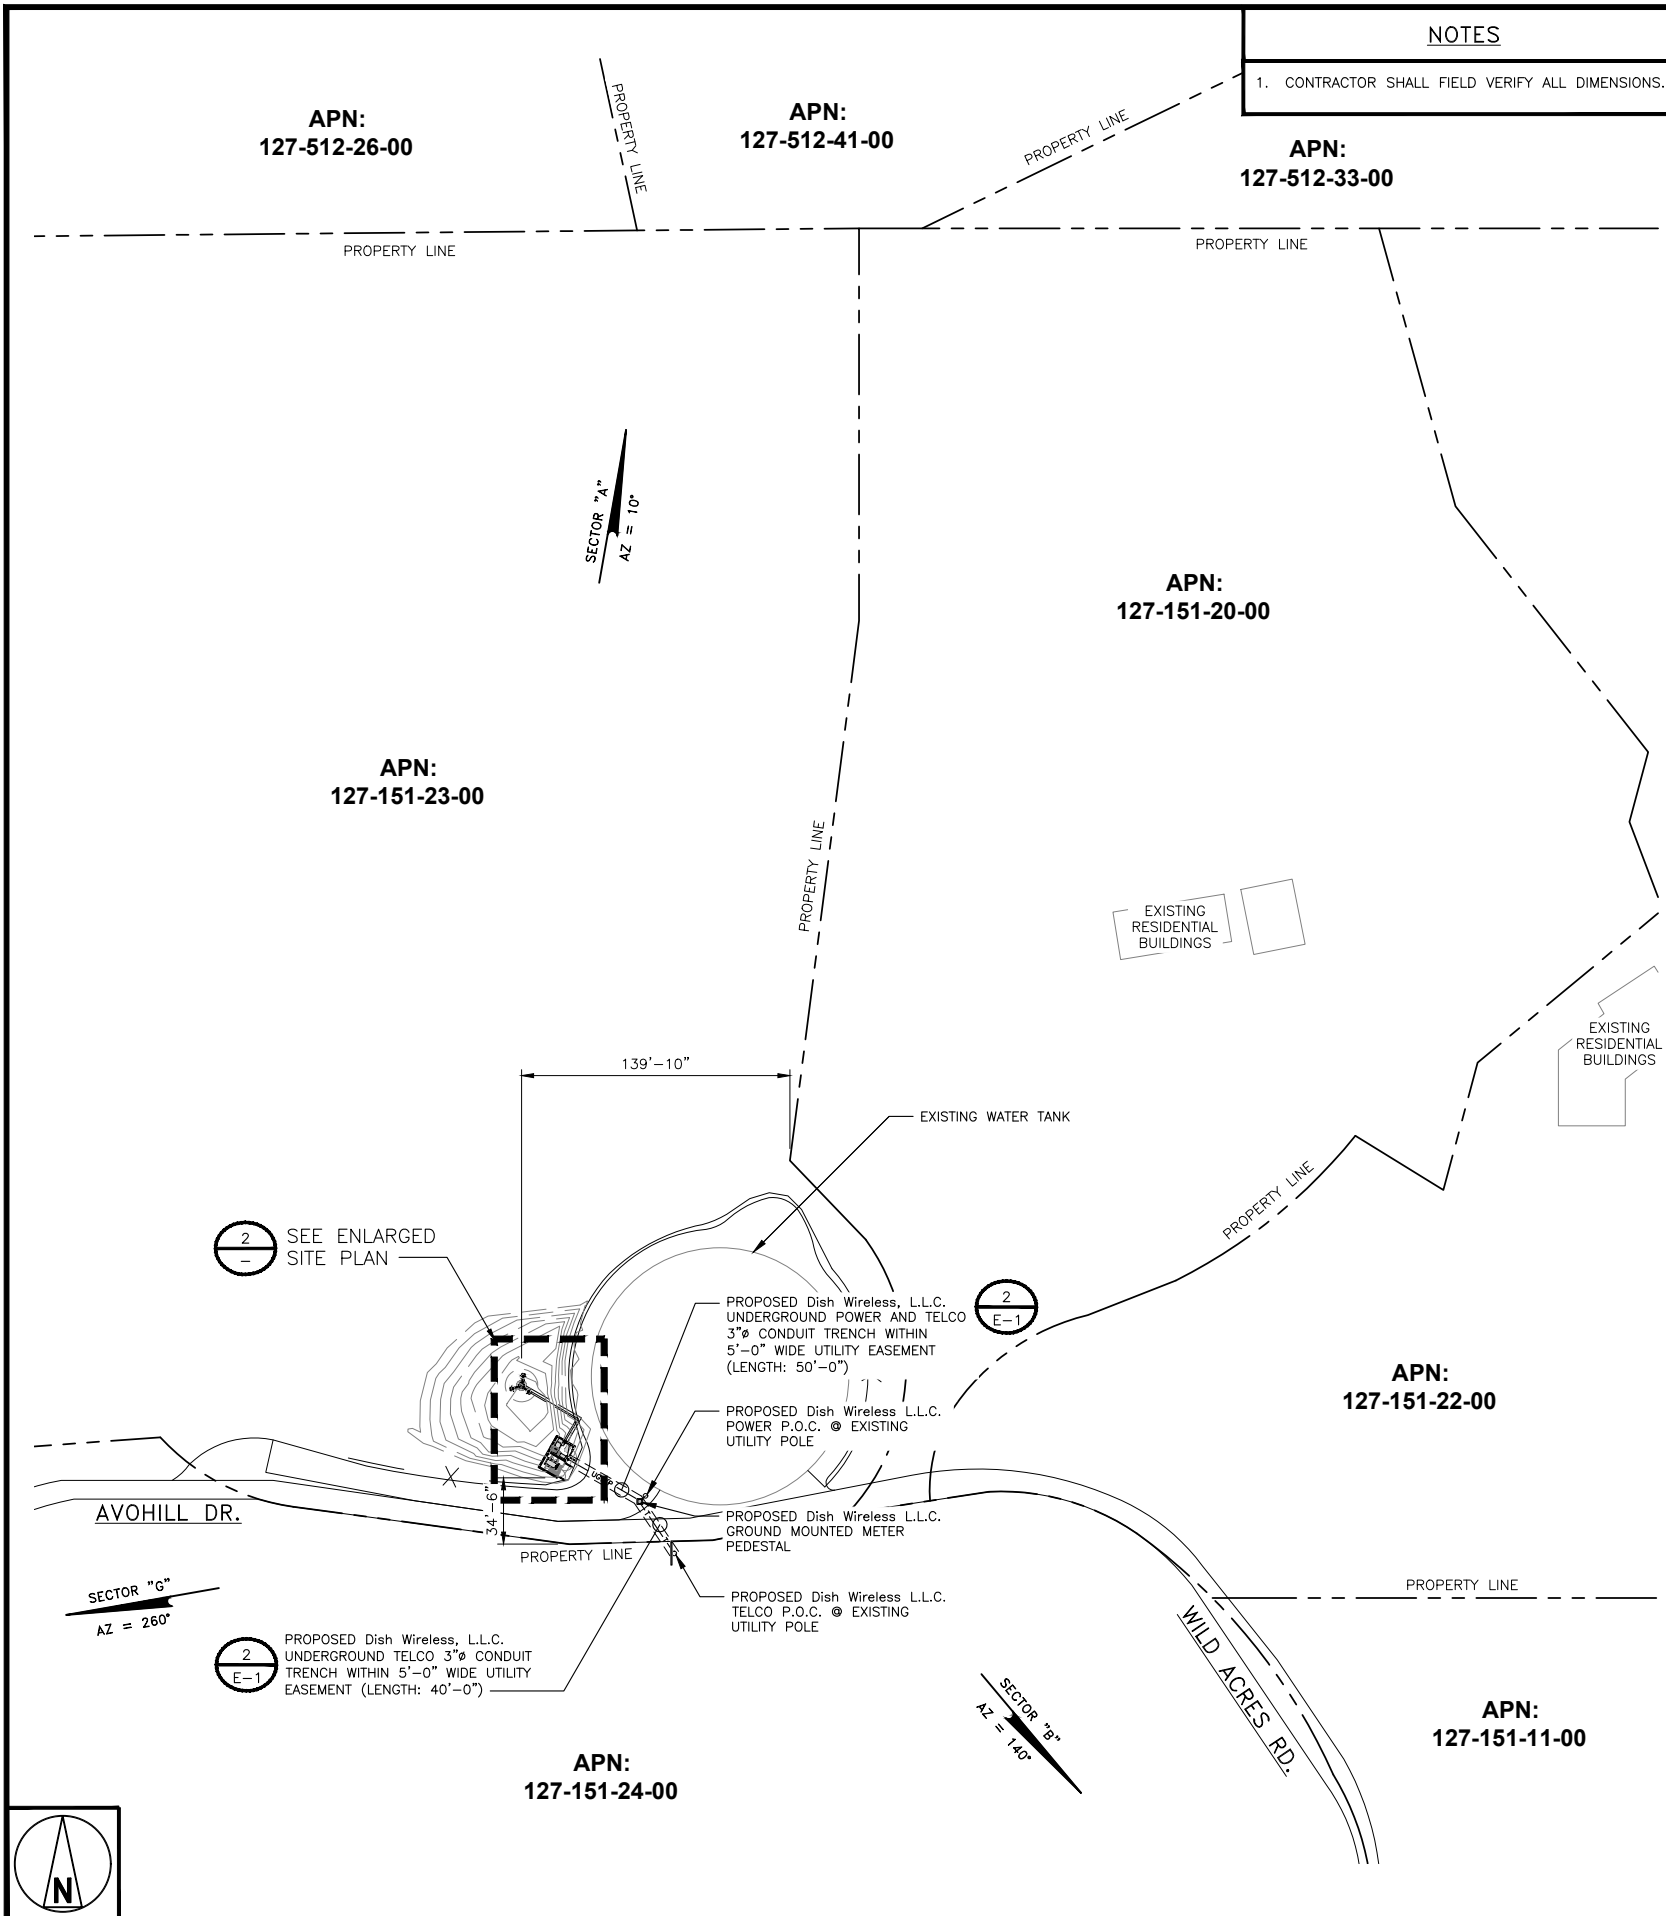 NOTES
1. CONTRACTOR SHALL FIELD VERIFY ALL DIMENSIONS.
APN:
127-512-26-00
PROPERTY LINE
APN:
127-512-41-00
PROPERTY LINE
APN:
127-512-33-00
PROPERTY LINE
PROPERTY LINE
SECTOR "A"
AZ = 10°
APN:
127-151-20-00
APN:
127-151-23-00
PROPERTY LINE
EXISTING
RESIDENTIAL
BUILDINGS
EXISTING
RESIDENTIAL
BUILDINGS
139'-10"
EXISTING WATER TANK
PROPERTY LINE
2
-
SEE ENLARGED
SITE PLAN
PROPOSED Dish Wireless, L.L.C.
UNDERGROUND POWER AND TELCO
3"ø CONDUIT TRENCH WITHIN
5'-0" WIDE UTILITY EASEMENT
(LENGTH: 50'-0")
2
E-1
APN:
127-151-22-00
PROPOSED Dish Wireless L.L.C.
POWER P.O.C. @ EXISTING
UTILITY POLE
AVOHILL DR.
34'-6"
PROPERTY LINE
PROPOSED Dish Wireless L.L.C.
GROUND MOUNTED METER
PEDESTAL
SECTOR "G"
AZ = 260°
PROPOSED Dish Wireless L.L.C.
TELCO P.O.C. @ EXISTING
UTILITY POLE
PROPERTY LINE
2
E-1
PROPOSED Dish Wireless, L.L.C.
UNDERGROUND TELCO 3"ø CONDUIT
TRENCH WITHIN 5'-0" WIDE UTILITY
EASEMENT (LENGTH: 40'-0")
WILD ACRES RD.
SECTOR "B"
AZ = 140°
APN:
127-151-11-00
APN:
127-151-24-00
N